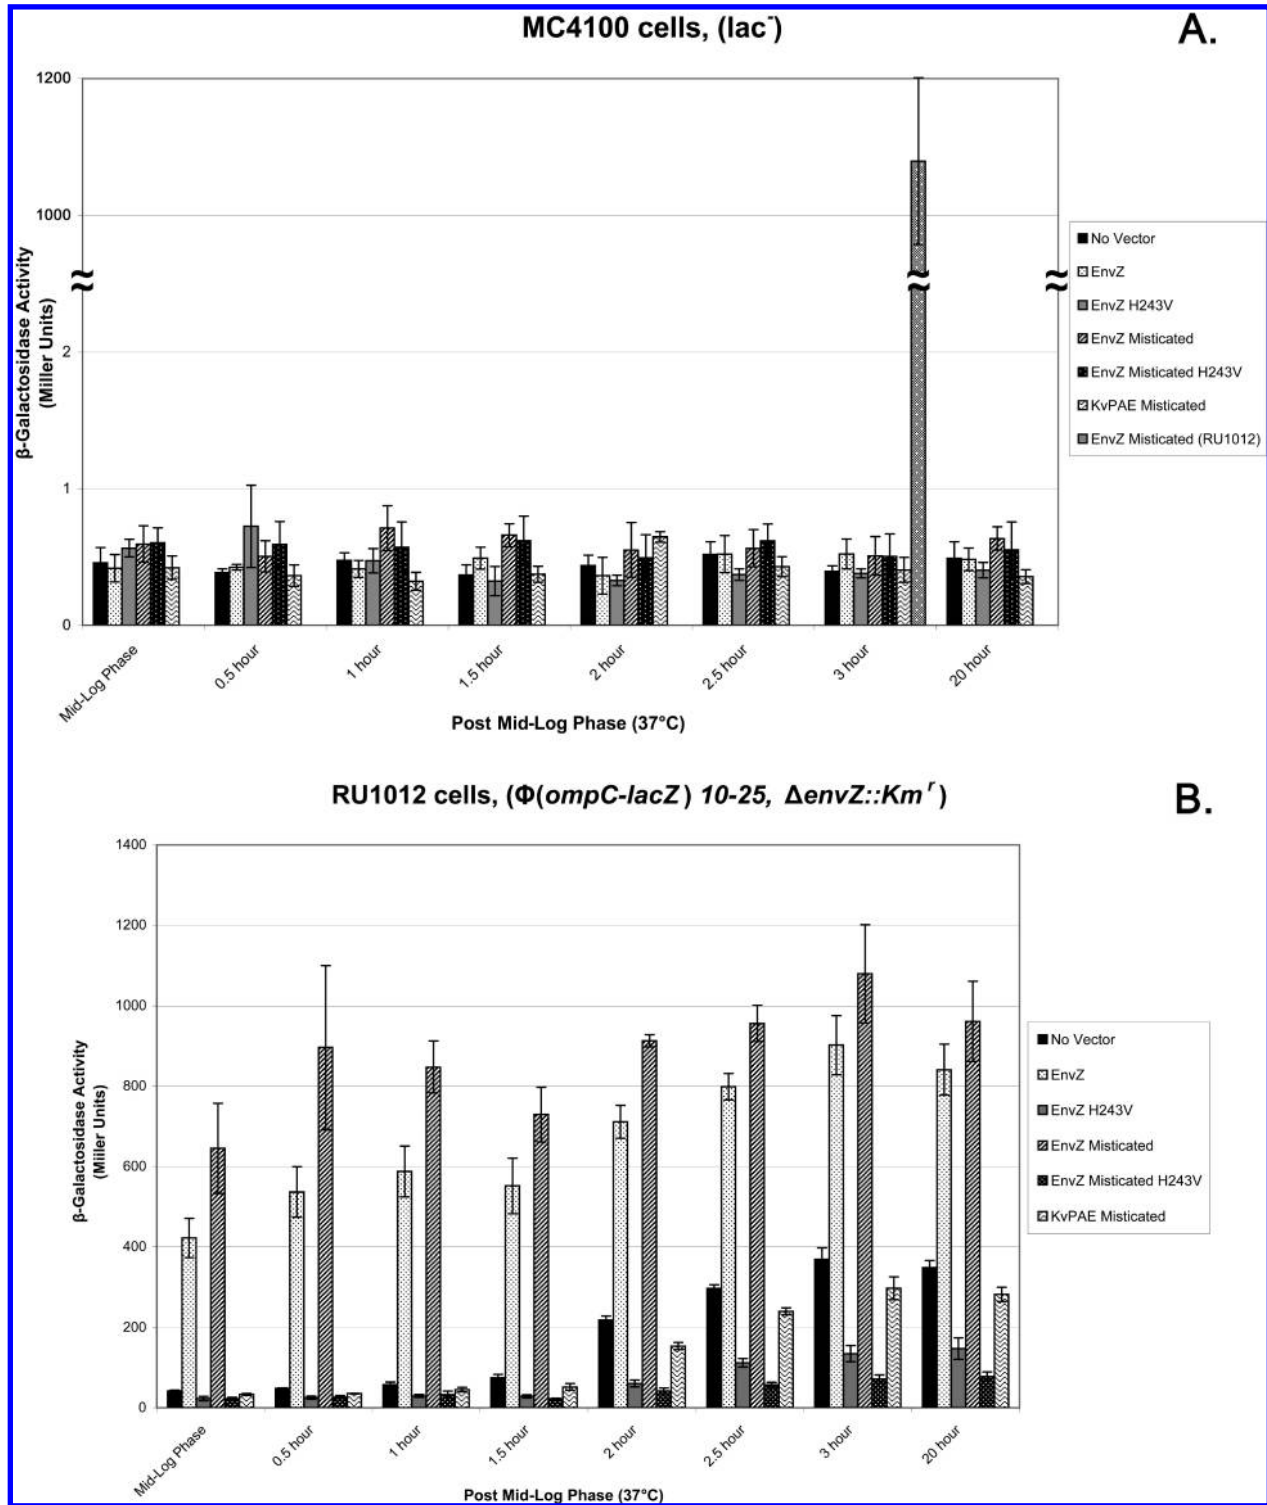 MC4100 cells, (lac⁻)
A.
1200
1000
2
1
0
β-Galactosidase Activity
(Miller Units)
No Vector
EnvZ
EnvZ H243V
EnvZ Misticated
EnvZ Misticated H243V
KvPAE Misticated
EnvZ Misticated (RU1012)
Mid-Log Phase
0.5 hour
1 hour
1.5 hour
2 hour
2.5 hour
3 hour
20 hour
Post Mid-Log Phase (37°C)
RU1012 cells, (Φ(ompC-lacZ) 10-25, ΔenvZ::Kmʳ)
B.
1400
1200
1000
800
600
400
200
0
β-Galactosidase Activity
(Miller Units)
No Vector
EnvZ
EnvZ H243V
EnvZ Misticated
EnvZ Misticated H243V
KvPAE Misticated
Mid-Log Phase
0.5 hour
1 hour
1.5 hour
2 hour
2.5 hour
3 hour
20 hour
Post Mid-Log Phase (37°C)